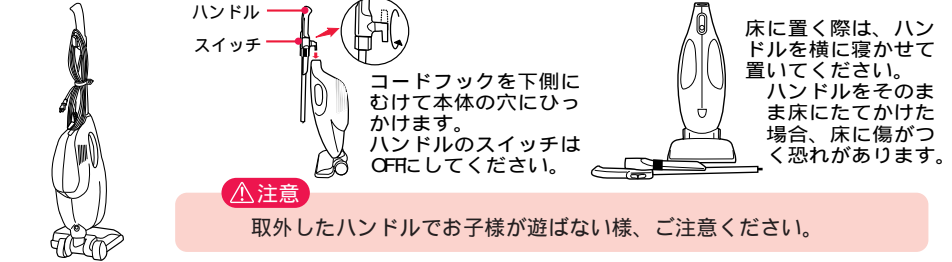 ハンドル
スイッチ
コードフックを下側に
むけて本体の穴にひっ
かけます。
ハンドルのスイッチは
OFFにしてください。
床に置く際は、ハン
ドルを横に寝かせて
置いてください。
ハンドルをそのま
ま床にたてかけた
場合、床に傷がつ
く恐れがあります。
注意
取外したハンドルでお子様が遊ばない様、ご注意ください。